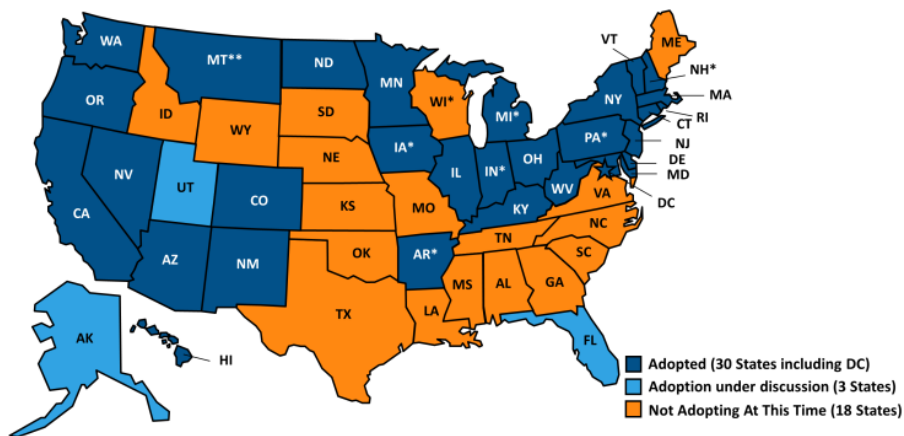 WA
MT**
ND
MN
VT
ME
NH*
MA
RI
CT
NJ
DE
MD
DC
OR
ID
WY
SD
WI*
MI*
NY
PA*
NV
UT
CO
NE
IA*
IL
IN*
OH
WV
VA
CA
AZ
NM
KS
MO
KY
NC
TN
SC
OK
AR*
MS
AL
GA
TX
LA
FL
AK
HI
Adopted (30 States including DC)
Adoption under discussion (3 States)
Not Adopting At This Time (18 States)